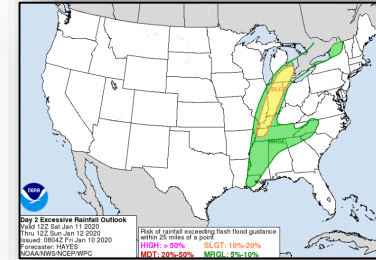 SLGT
MRGL
NOAA
Day 2 Excessive Rainfall Outlook
Valid 12Z Sat Jan 11 2020
Thru 12Z Sun Jan 12 2020
Issued: 0804Z Fri Jan 10 2020
Forecaster: HAYES
NOAA/NWS/NCEP/WPC
Risk of rainfall exceeding flash flood guidance
within 25 miles of a point
HIGH: > 50% SLGT: 10%-20%
MDT: 20%-50% MRGL: 5%-10%